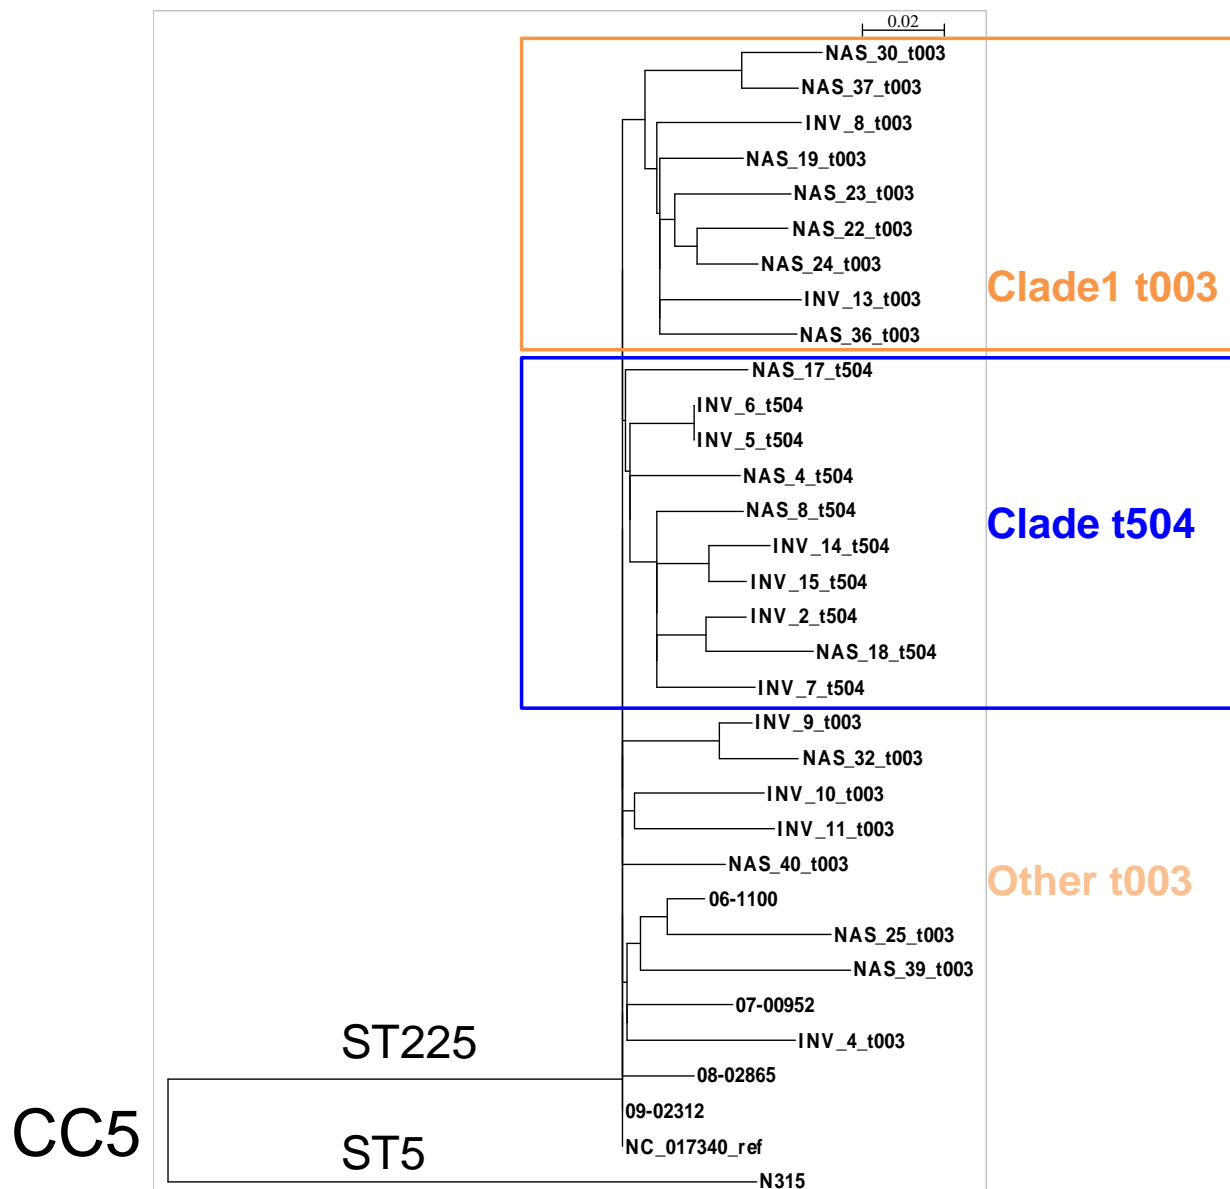 0.02
NAS_30_t003
NAS_37_t003
INV_8_t003
NAS_19_t003
NAS_23_t003
NAS_22_t003
NAS_24_t003
Clade1 t003
INV_13_t003
NAS_36_t003
NAS_17_t504
INV_6_t504
INV_5_t504
NAS_4_t504
NAS_8_t504
Clade t504
INV_14_t504
INV_15_t504
INV_2_t504
NAS_18_t504
INV_7_t504
INV_9_t003
NAS_32_t003
INV_10_t003
INV_11_t003
NAS_40_t003
Other t003
06-1100
NAS_25_t003
NAS_39_t003
07-00952
INV_4_t003
ST225
08-02865
09-02312
CC5
NC_017340_ref
ST5
N315